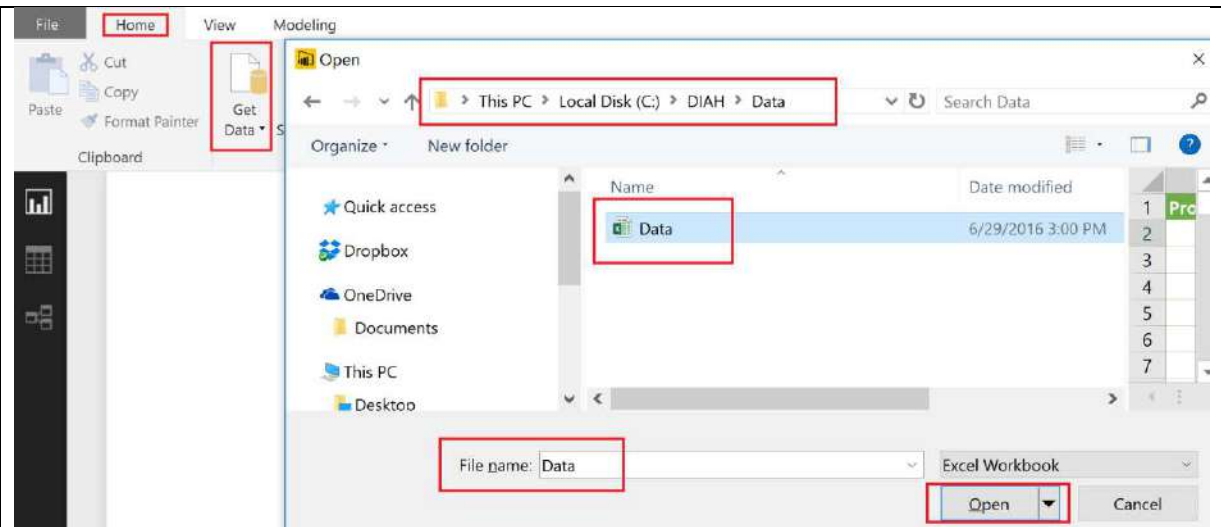 File Home View Modeling
Open
Cut
Copy
Format Painter
Paste
Get
Data
S
Clipboard
This PC > Local Disk (C:) > DIAH > Data
Search Data
Organize
New folder
?
Name
Date modified
Quick access
Data
6/29/2016 3:00 PM
Dropbox
OneDrive
Documents
This PC
Desktop
1 Pro
2
3
4
5
6
7
File name: Data
Excel Workbook
Open
Cancel